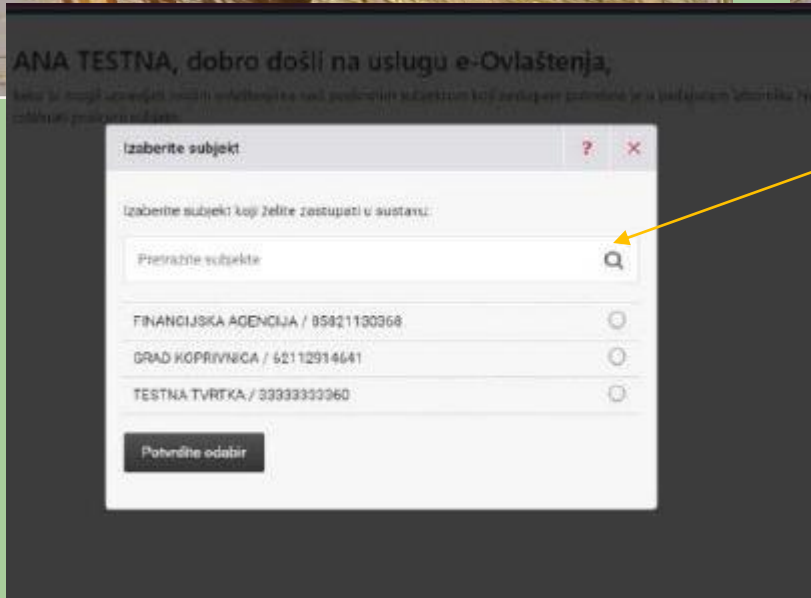 ANA TESTNA, dobro došli na uslugu e-Ovlaštenja,
Izaberite subjekt ? ×
Izaberite subjekt koji želite zastupati u sustavu:
Pretražite subjekte
FINANCIJSKA AGENCIJA / 85821130368
GRAD KOPRIVNICA / 62112914641
TESTNA TVRTKA / 33333333360
Potvrdite odabir